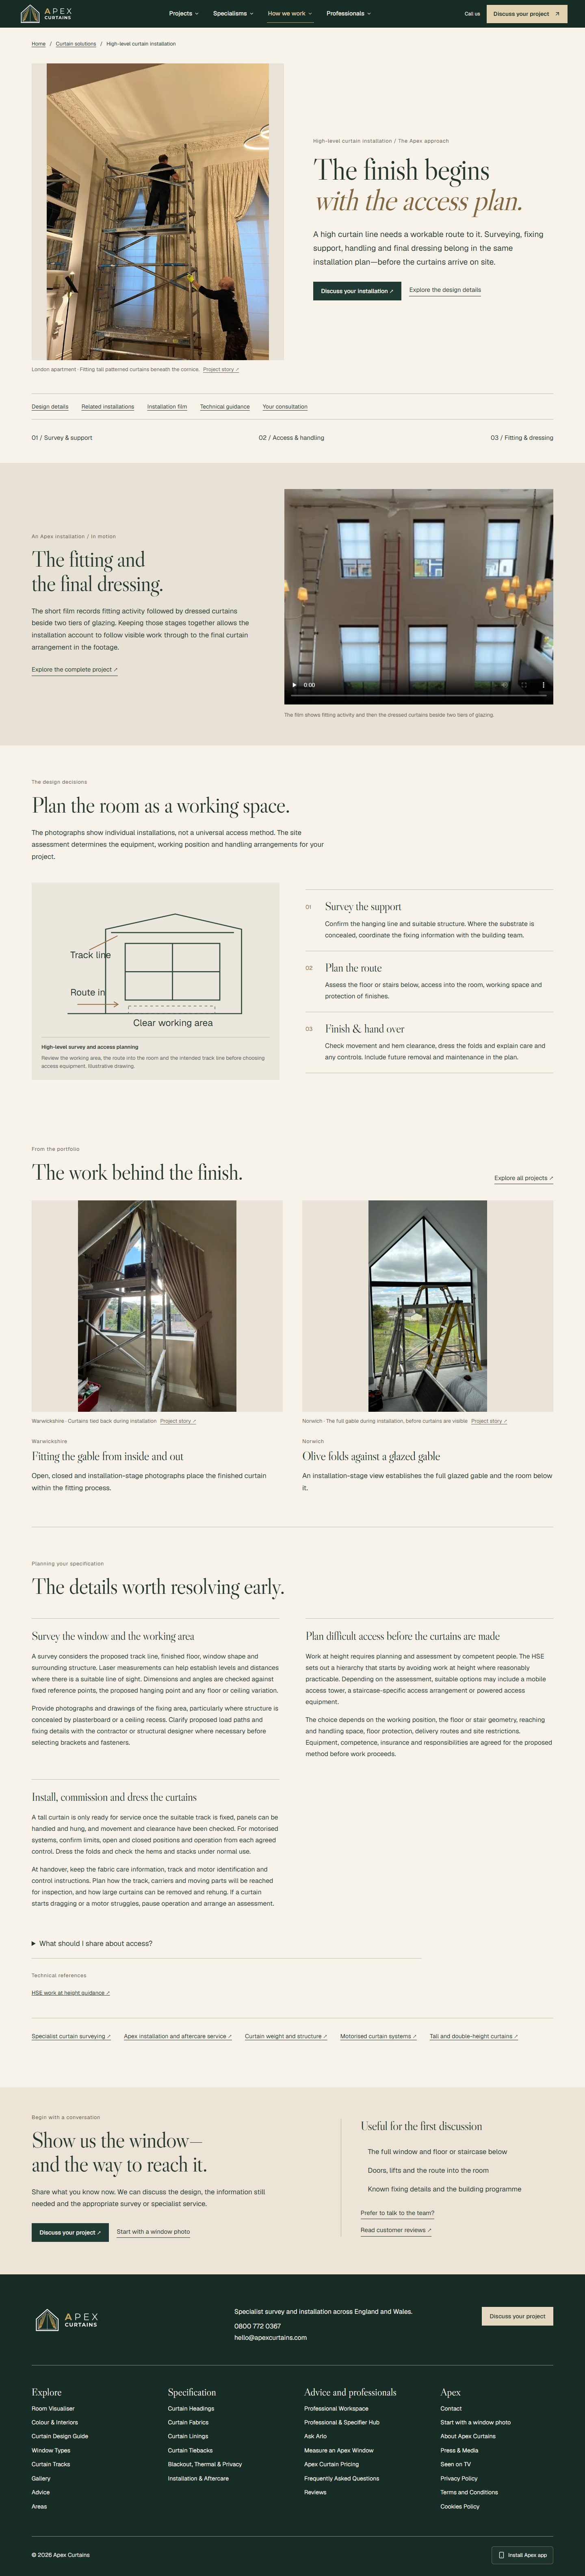 APEX
CURTAINS
Projects
Specialisms
How we work
Professionals
Call us
Discuss your project ↗
Home / Curtain solutions / High-level curtain installation
High-level curtain installation / The Apex approach
The finish begins
with the access plan.
A high curtain line needs a workable route to it. Surveying, fixing
support, handling and final dressing belong in the same
installation plan—before the curtains arrive on site.
Discuss your installation ↗
Explore the design details
London apartment · Fitting tall patterned curtains beneath the cornice. Project story ↗
Design details
Related installations
Installation film
Technical guidance
Your consultation
01 / Survey & support
02 / Access & handling
03 / Fitting & dressing
An Apex installation / In motion
The fitting and
the final dressing.
The short film records fitting activity followed by dressed curtains
beside two tiers of glazing. Keeping those stages together allows the
installation account to follow visible work through to the final curtain
arrangement in the footage.
Explore the complete project ↗
0:00
The film shows fitting activity and then the dressed curtains beside two tiers of glazing.
The design decisions
Plan the room as a working space.
The photographs show individual installations, not a universal access method. The site
assessment determines the equipment, working position and handling arrangements for your
project.
Track line
Route in
Clear working area
High-level survey and access planning
Review the working area, the route into the room and the intended track line before choosing
access equipment. Illustrative drawing.
01
Survey the support
Confirm the hanging line and suitable structure. Where the substrate is
concealed, coordinate the fixing information with the building team.
02
Plan the route
Assess the floor or stairs below, access into the room, working space and
protection of finishes.
03
Finish & hand over
Check movement and hem clearance, dress the folds and explain care and
any controls. Include future removal and maintenance in the plan.
From the portfolio
The work behind the finish.
Explore all projects ↗
Warwickshire · Curtains tied back during installation Project story ↗
Warwickshire
Fitting the gable from inside and out
Open, closed and installation-stage photographs place the finished curtain
within the fitting process.
Norwich · The full gable during installation, before curtains are visible. Project story ↗
Norwich
Olive folds against a glazed gable
An installation-stage view establishes the full glazed gable and the room below
it.
Planning your specification
The details worth resolving early.
Survey the window and the working area
A survey considers the proposed track line, finished floor, window shape and
surrounding structure. Laser measurements can help establish levels and distances
where there is a suitable line of sight. Dimensions and angles are checked against
fixed reference points, the proposed hanging point and any floor or ceiling variation.
Provide photographs and drawings of the fixing area, particularly where structure is
concealed by plasterboard or a ceiling recess. Clarify proposed load paths and
fixing details with the contractor or structural designer where necessary before
selecting brackets and fasteners.
Plan difficult access before the curtains are made
Work at height requires planning and assessment by competent people. The HSE
sets out a hierarchy that starts by avoiding work at height where reasonably
practicable. Depending on the assessment, suitable options may include a mobile
access tower, a staircase-specific access arrangement or powered access
equipment.
The choice depends on the working position, the floor or stair geometry, reaching
and handling space, floor protection, delivery routes and site restrictions.
Equipment, competence, insurance and responsibilities are agreed for the proposed
method before work proceeds.
Install, commission and dress the curtains
A tall curtain is only ready for service once the suitable track is fixed, panels can be
handled and hung, and movement and clearance have been checked. For motorised
systems, confirm limits, open and closed positions and operation from each agreed
control. Dress the folds and check the hems and stacks under normal use.
At handover, keep the fabric care information, track and motor identification and
control instructions. Plan how the track, carriers and moving parts will be reached
for inspection, and how large curtains can be removed and rehung. If a curtain
starts dragging or a motor struggles, pause operation and arrange an assessment.
What should I share about access?
Technical references
HSE work at height guidance ↗
Specialist curtain surveying ↗
Apex installation and aftercare service ↗
Curtain weight and structure ↗
Motorised curtain systems ↗
Tall and double-height curtains ↗
Begin with a conversation
Show us the window—
and the way to reach it.
Share what you know now. We can discuss the design, the information still
needed and the appropriate survey or specialist service.
Discuss your project ↗
Start with a window photo
Useful for the first discussion
The full window and floor or staircase below
Doors, lifts and the route into the room
Known fixing details and the building programme
Prefer to talk to the team?
Read customer reviews ↗
APEX
CURTAINS
Specialist survey and installation across England and Wales.
0800 772 0367
hello@apexcurtains.com
Discuss your project
Explore
Room Visualiser
Colour & Interiors
Curtain Design Guide
Window Types
Curtain Tracks
Gallery
Advice
Areas
Specification
Curtain Headings
Curtain Fabrics
Curtain Linings
Curtain Tiebacks
Blackout, Thermal & Privacy
Installation & Aftercare
Advice and professionals
Professional Workspace
Professional & Specifier Hub
Ask Arlo
Measure an Apex Window
Apex Curtain Pricing
Frequently Asked Questions
Reviews
Apex
Contact
Start with a window photo
About Apex Curtains
Press & Media
Seen on TV
Privacy Policy
Terms and Conditions
Cookies Policy
© 2026 Apex Curtains
Install Apex app